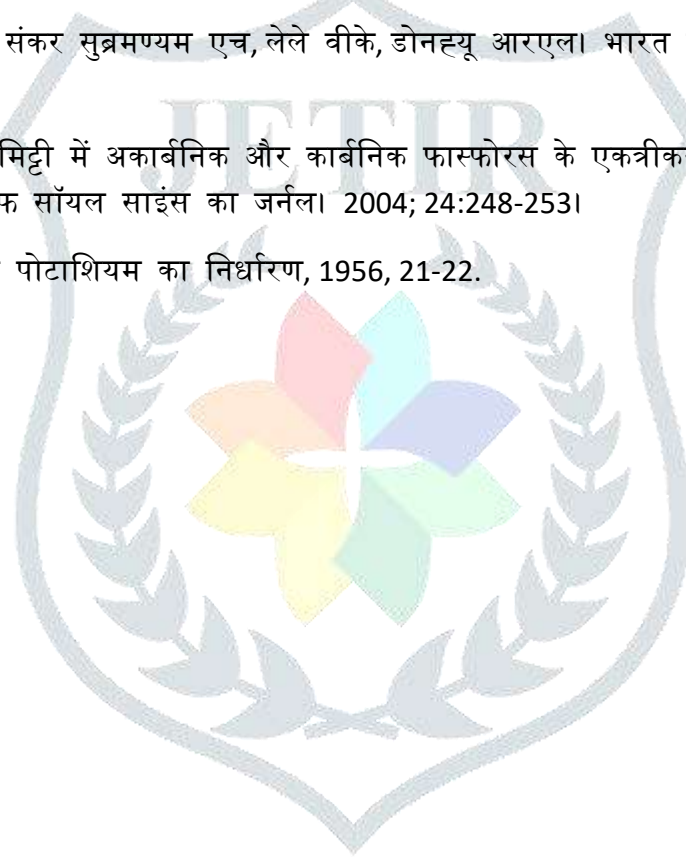 संकर सुब्रमण्यम एच, लेले वीके, डोनह्यू आरएल। भारत
मिट्टी में अकार्बनिक और कार्बनिक फास्फोरस के एकत्रीक
फ सॉयल साइंस का जर्नल। 2004; 24:248-253।
पोटाशियम का निर्धारण, 1956, 21-22.
JETIR